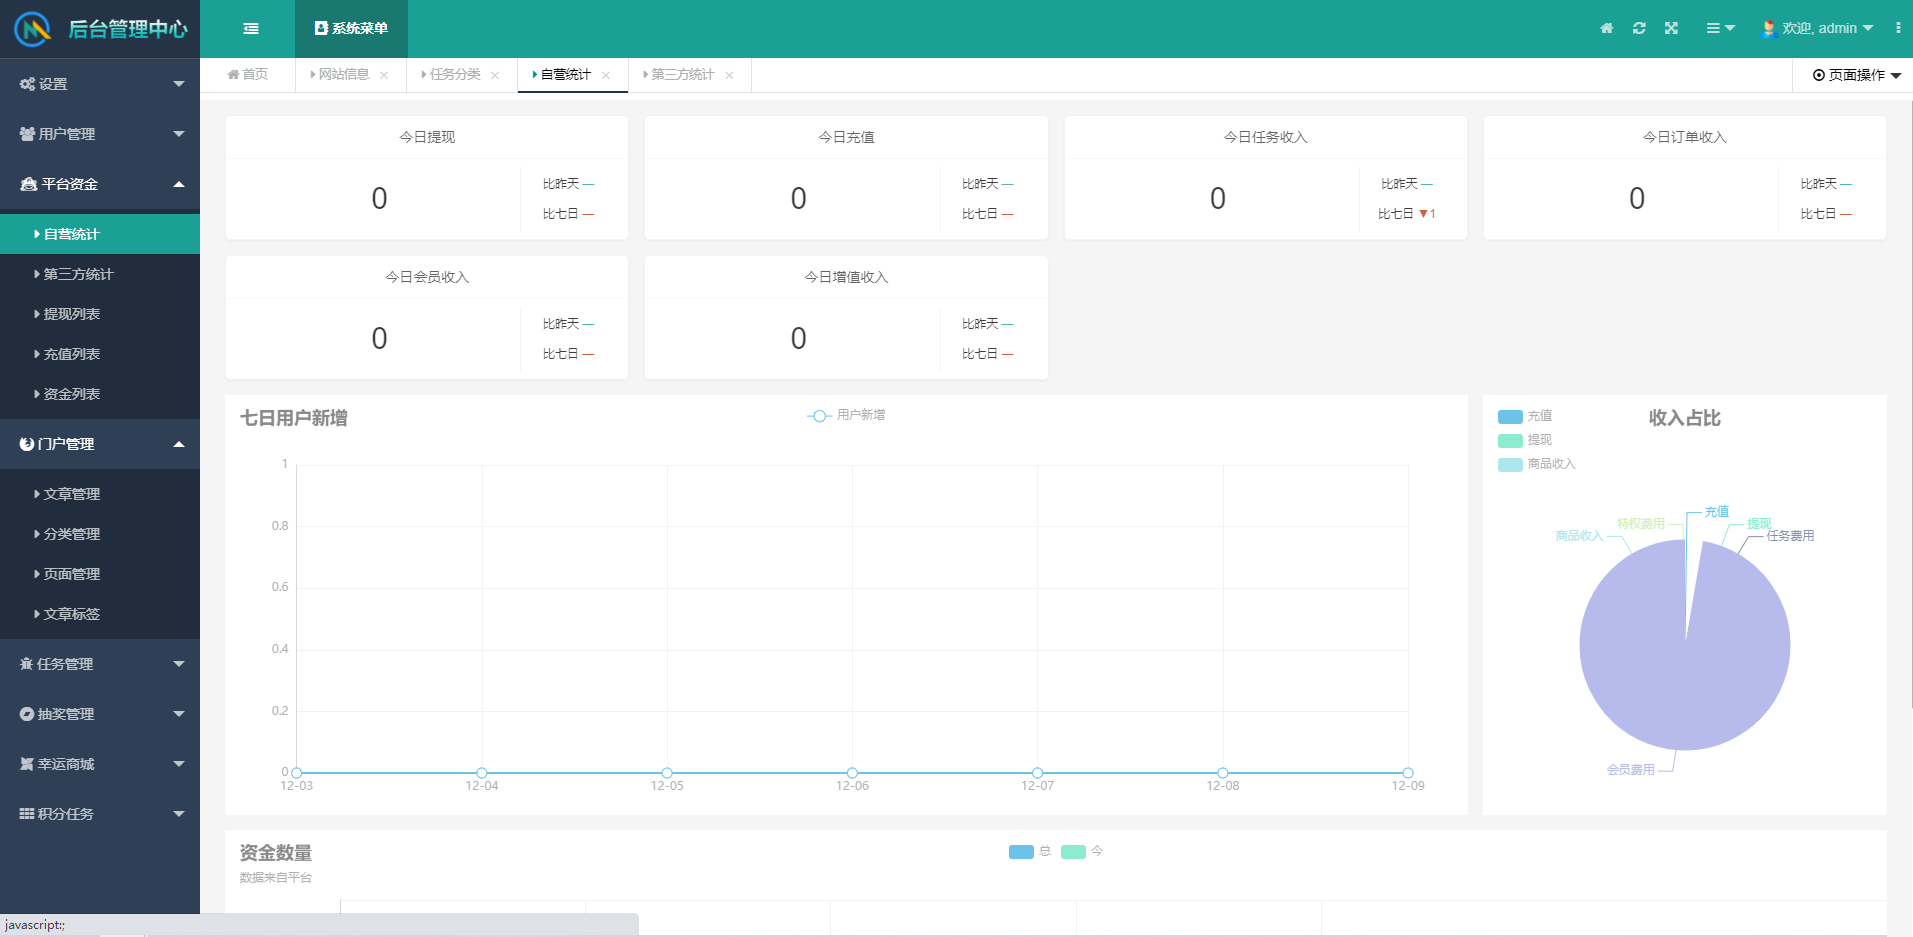 后台管理中心
系统菜单
欢迎, admin
首页
网站信息 ×
任务分类 ×
自营统计 ×
第三方统计 ×
页面操作
设置
用户管理
平台资金
自营统计
第三方统计
提现列表
充值列表
资金列表
门户管理
文章管理
分类管理
页面管理
文章标签
任务管理
抽奖管理
幸运商城
积分任务
今日提现
0
比昨天 —
比七日 —
今日充值
0
比昨天 —
比七日 —
今日任务收入
0
比昨天 —
比七日 ▼1
今日订单收入
0
比昨天 —
比七日 —
今日会员收入
0
比昨天 —
比七日 —
今日增值收入
0
比昨天 —
比七日 —
七日用户新增
用户新增
1
0.8
0.6
0.4
0.2
0
12-03
12-04
12-05
12-06
12-07
12-08
12-09
收入占比
充值
提现
商品收入
充值
特权费用
提现
商品收入
任务费用
会员费用
资金数量
数据来自平台
总
今
javascript:;